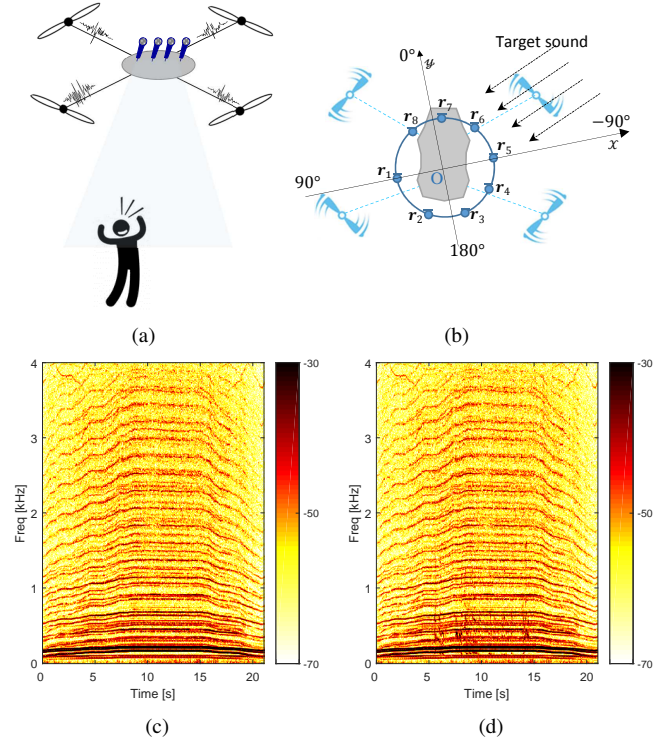 (a)
0°
y
Target sound
−90°
x
r7
r8
r6
r5
90°
r1
O
r4
r2
r3
180°
(b)
4
3
2
1
0
Freq [kHz]
0 5 10 15 20
Time [s]
-30
-50
-70
(c)
4
3
2
1
0
Freq [kHz]
0 5 10 15 20
Time [s]
-30
-50
-70
(d)